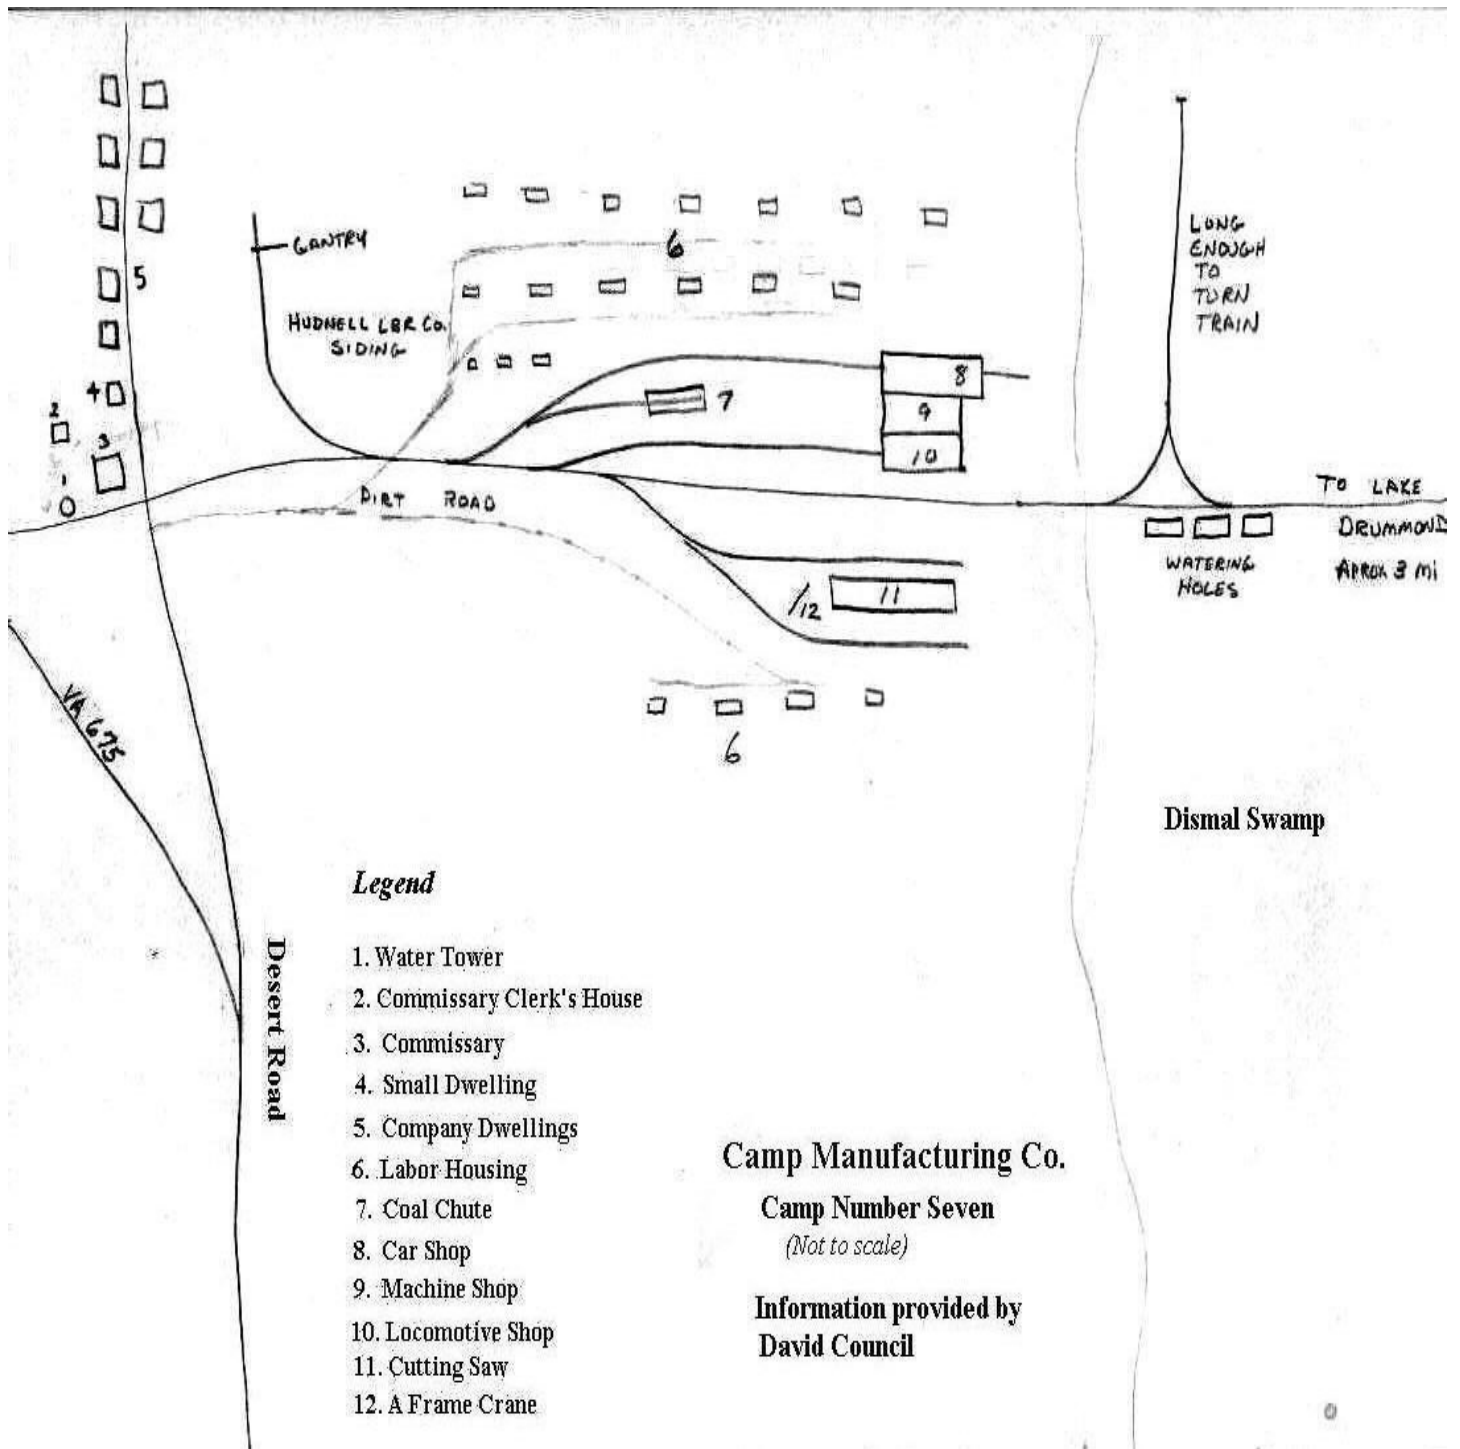 GANTRY
HUDNELL LBR CO.
SIDING
6
5
4
2
3
1
7
8
9
10
DIRT ROAD
LONG
ENOUGH
TO
TURN
TRAIN
TO LAKE
DRUMMOND
APROX 3 MI
WATERING
HOLES
11
12
6
VA 675
Dismal Swamp
Desert Road
Legend
1. Water Tower
2. Commissary Clerk's House
3. Commissary
4. Small Dwelling
5. Company Dwellings
6. Labor Housing
7. Coal Chute
8. Car Shop
9. Machine Shop
10. Locomotive Shop
11. Cutting Saw
12. A Frame Crane
Camp Manufacturing Co.
Camp Number Seven
(Not to scale)
Information provided by
David Council